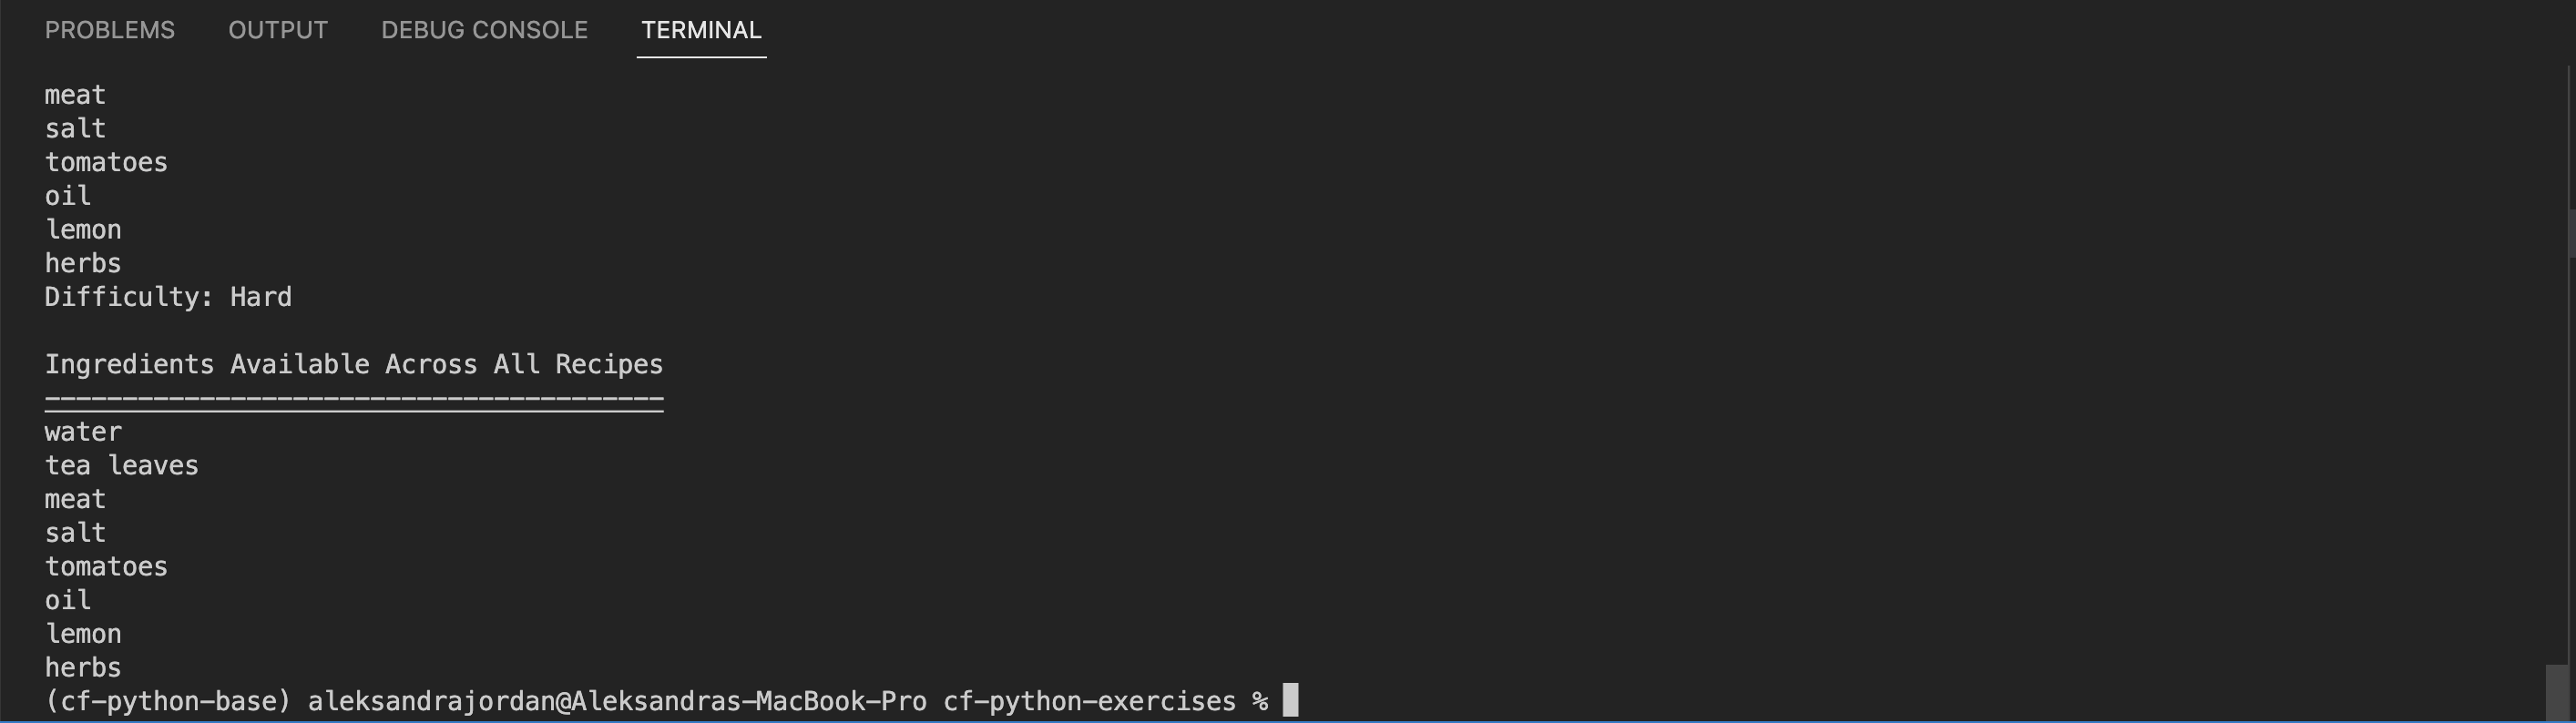 PROBLEMS OUTPUT DEBUG CONSOLE TERMINAL
meat
salt
tomatoes
oil
lemon
herbs
Difficulty: Hard
Ingredients Available Across All Recipes
________________________________________
water
tea leaves
meat
salt
tomatoes
oil
lemon
herbs
(cf-python-base) aleksandrajordan@Aleksandras-MacBook-Pro cf-python-exercises %